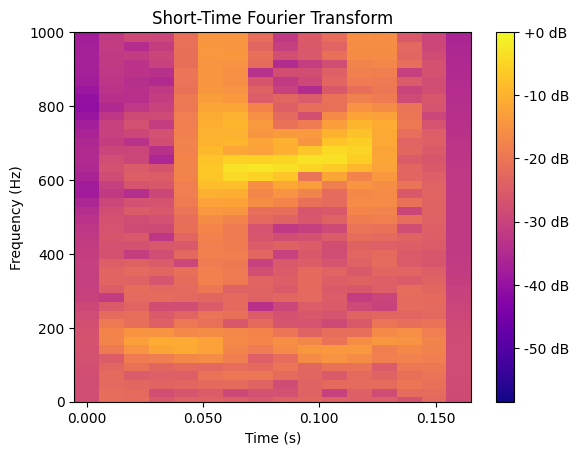 Short-Time Fourier Transform
1000
800
600
400
200
0
Frequency (Hz)
0.000
0.050
0.100
0.150
Time (s)
+0 dB
-10 dB
-20 dB
-30 dB
-40 dB
-50 dB